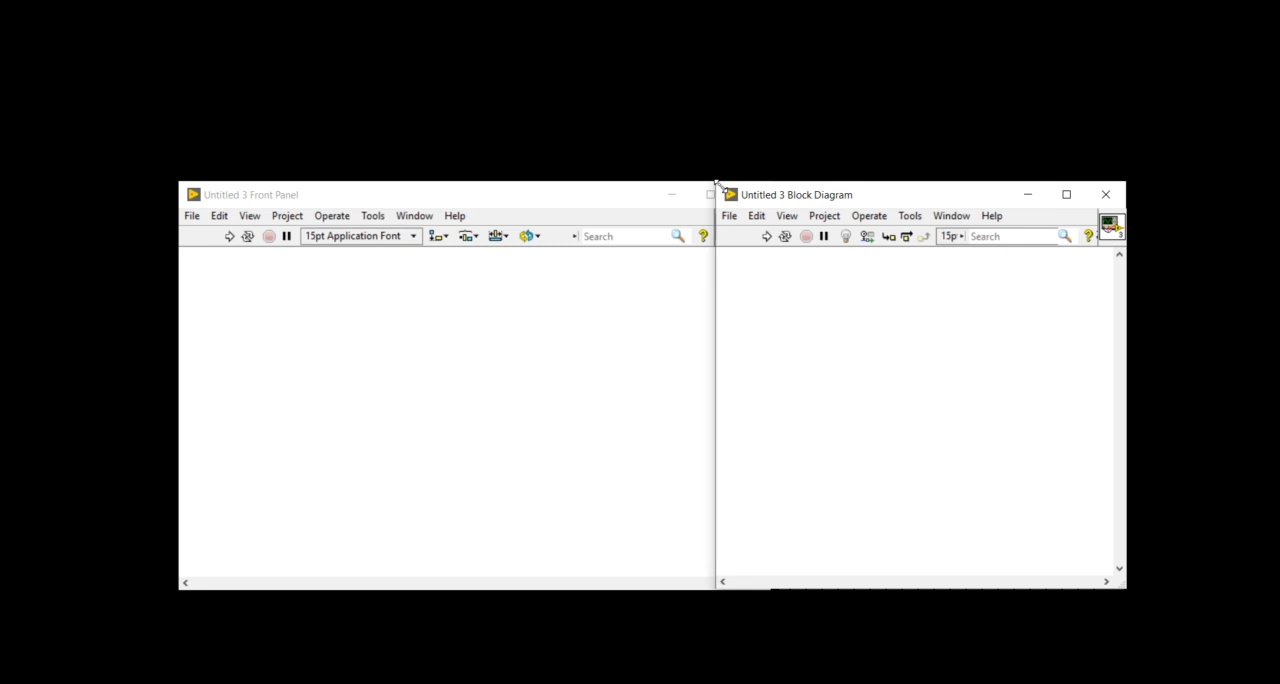 Untitled 3 Front Panel
File Edit View Project Operate Tools Window Help
15pt Application Font Search
Untitled 3 Block Diagram
File Edit View Project Operate Tools Window Help
15p Search
3